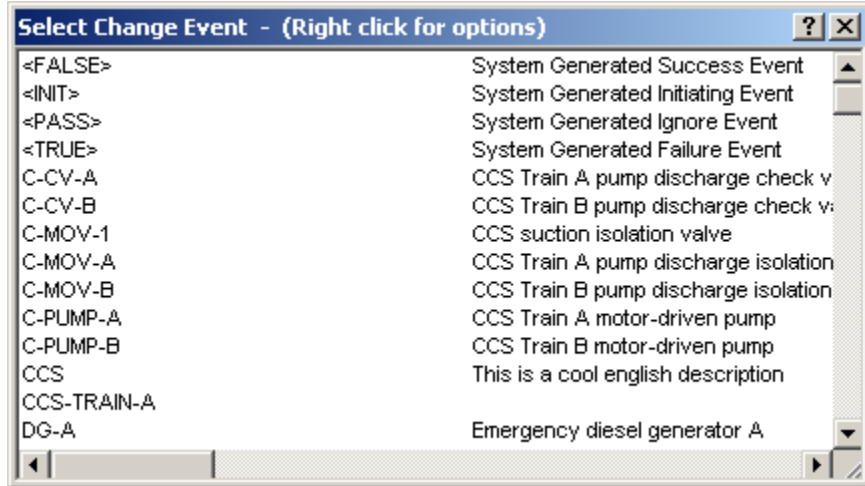 Select Change Event - (Right click for options)
<FALSE> System Generated Success Event
<INIT> System Generated Initiating Event
<PASS> System Generated Ignore Event
<TRUE> System Generated Failure Event
C-CV-A CCS Train A pump discharge check v
C-CV-B CCS Train B pump discharge check v
C-MOV-1 CCS suction isolation valve
C-MOV-A CCS Train A pump discharge isolation
C-MOV-B CCS Train B pump discharge isolation
C-PUMP-A CCS Train A motor-driven pump
C-PUMP-B CCS Train B motor-driven pump
CCS This is a cool english description
CCS-TRAIN-A
DG-A Emergency diesel generator A